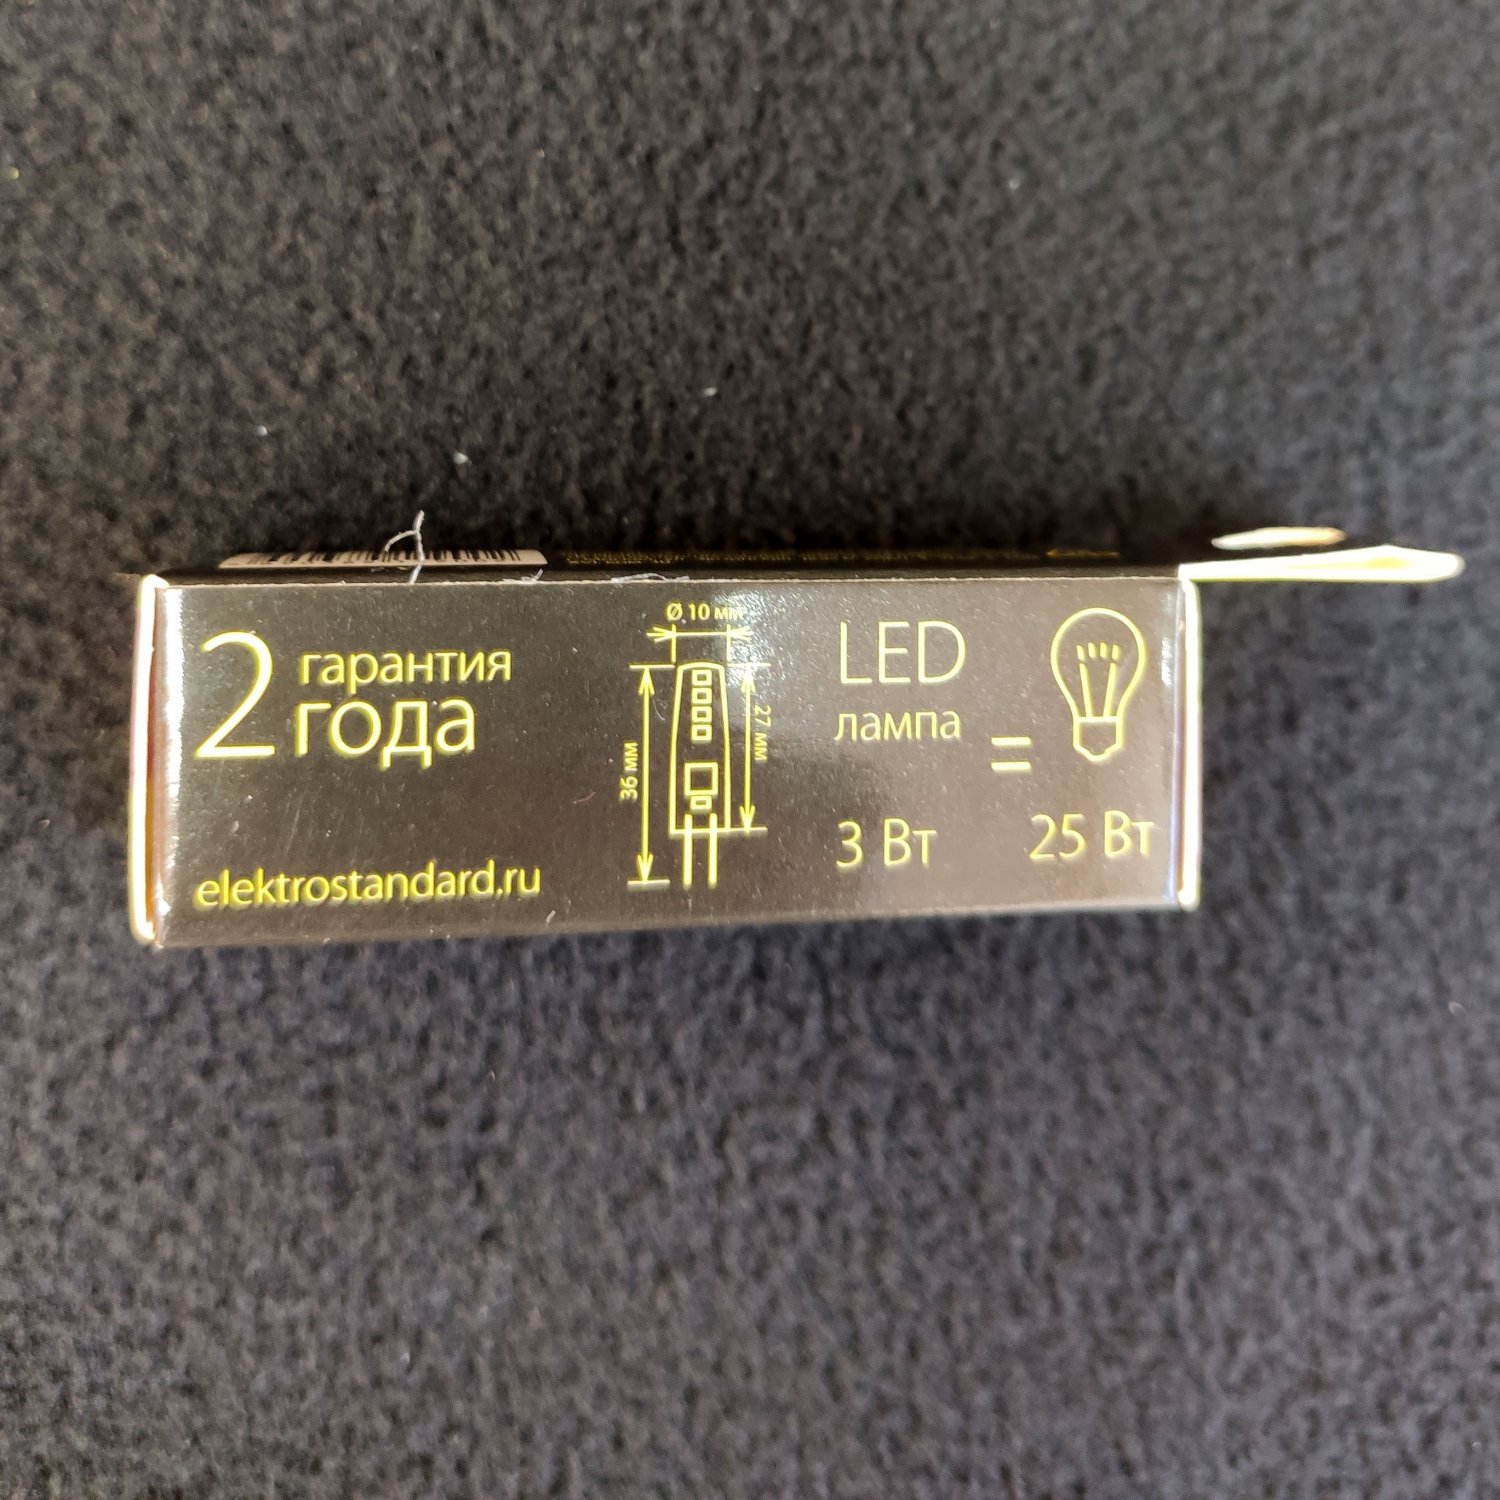 гарантия
2 года
elektrostandard.ru
Ø 10 мм
36 мм
27 мм
LED
лампа
=
3 Вт
25 Вт